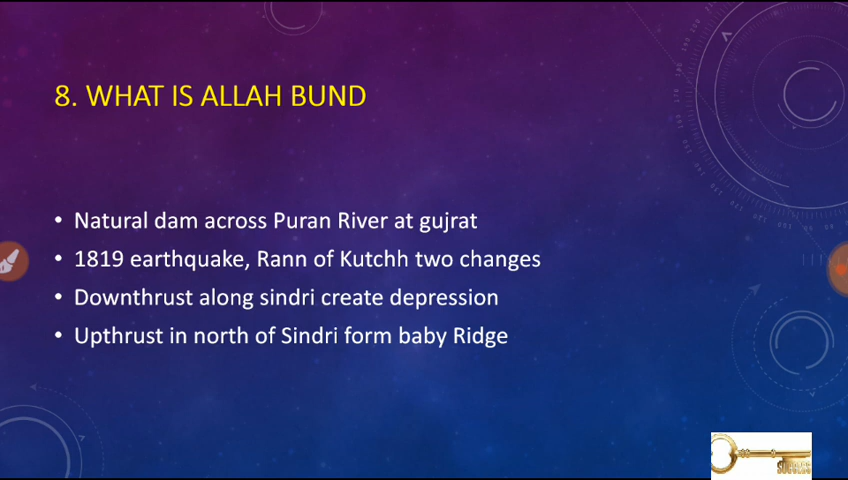 8. WHAT IS ALLAH BUND
• Natural dam across Puran River at gujrat
• 1819 earthquake, Rann of Kutchh two changes
• Downthrust along sindri create depression
• Upthrust in north of Sindri form baby Ridge